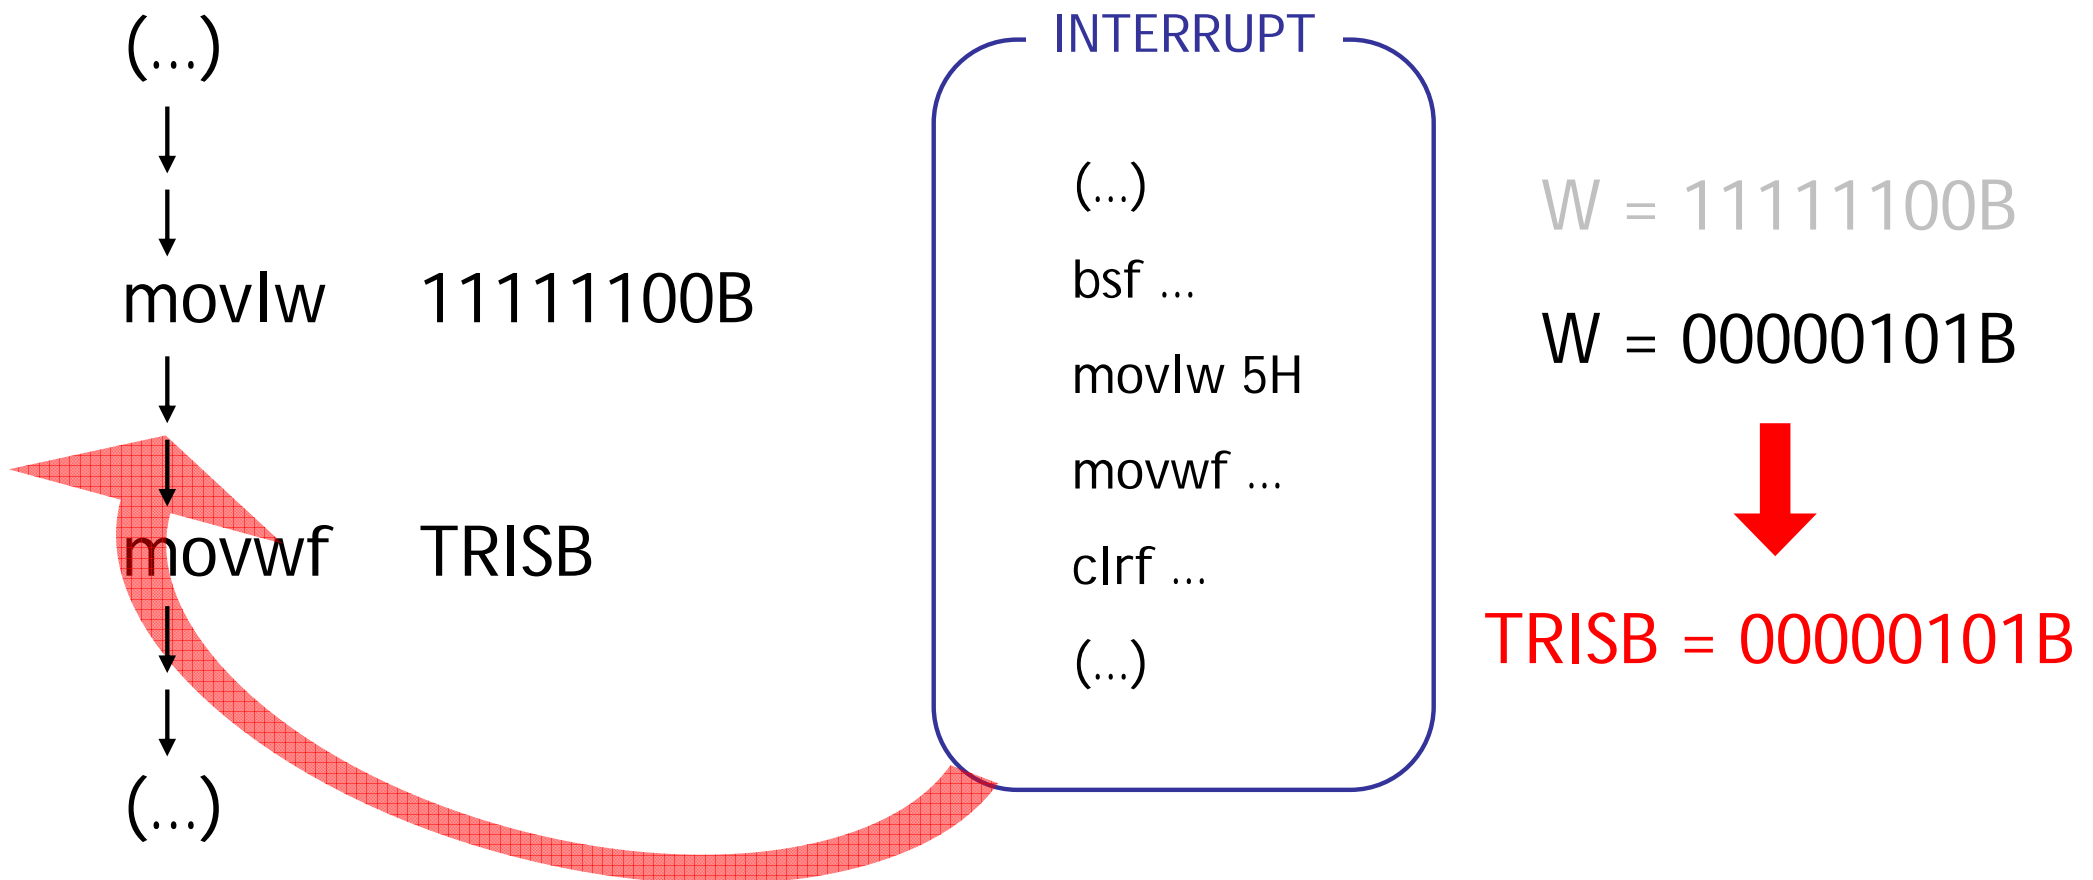 (...)
movlw 11111100B
movwf TRISB
(...)
INTERRUPT
(...)
bsf ...
movlw 5H
movwf ...
clrf ...
(...)
W = 11111100B
W = 00000101B
TRISB = 00000101B